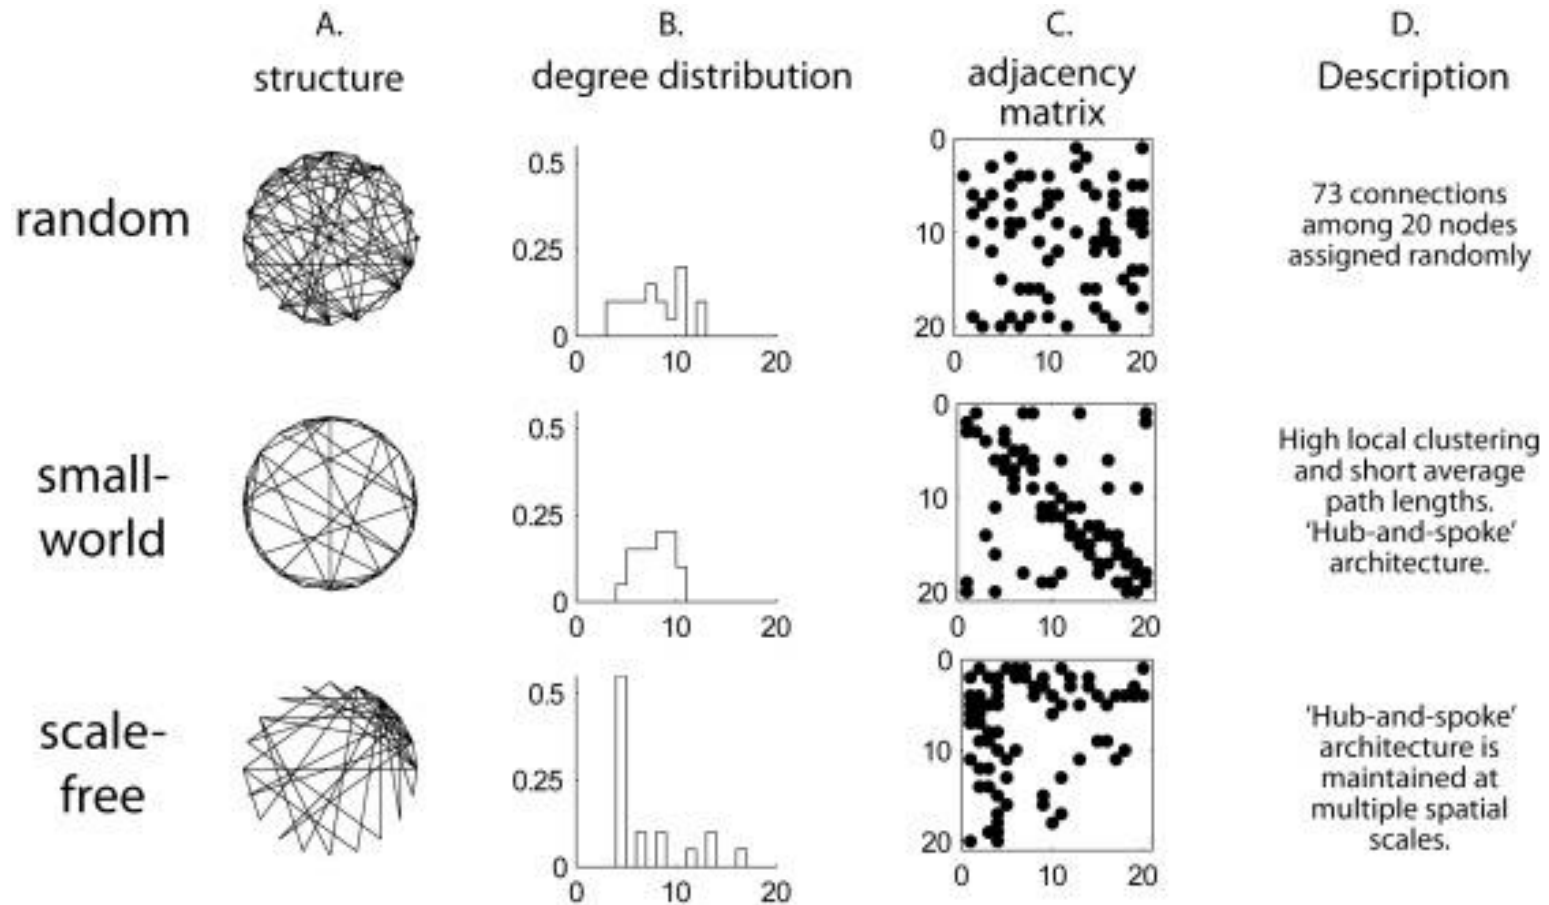 A.
B.
C.
D.
structure
degree distribution
adjacency
matrix
Description
random
0.5
0.25
0
0
10
20
0
10
20
0
10
20
73 connections
among 20 nodes
assigned randomly
small-
world
0.5
0.25
0
0
10
20
0
10
20
0
10
20
High local clustering
and short average
path lengths.
‘Hub-and-spoke’
architecture.
scale-
free
0.5
0.25
0
0
10
20
0
10
20
0
10
20
‘Hub-and-spoke’
architecture is
maintained at
multiple spatial
scales.